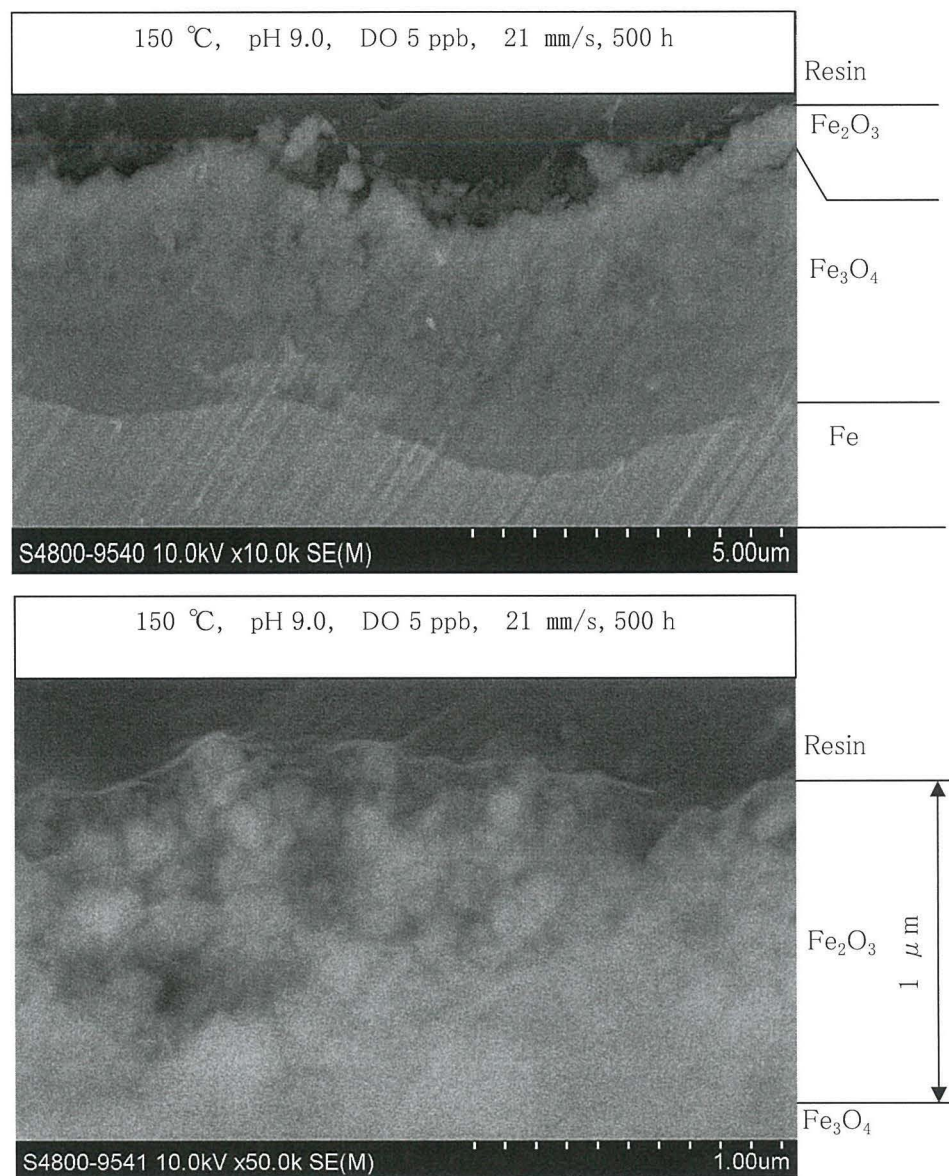 150 ℃, pH 9.0, DO 5 ppb, 21 mm/s, 500 h
Resin
Fe₂O₃
Fe₃O₄
Fe
S4800-9540 10.0kV x10.0k SE(M) 5.00um
150 ℃, pH 9.0, DO 5 ppb, 21 mm/s, 500 h
Resin
Fe₂O₃
1 μm
Fe₃O₄
S4800-9541 10.0kV x50.0k SE(M) 1.00um